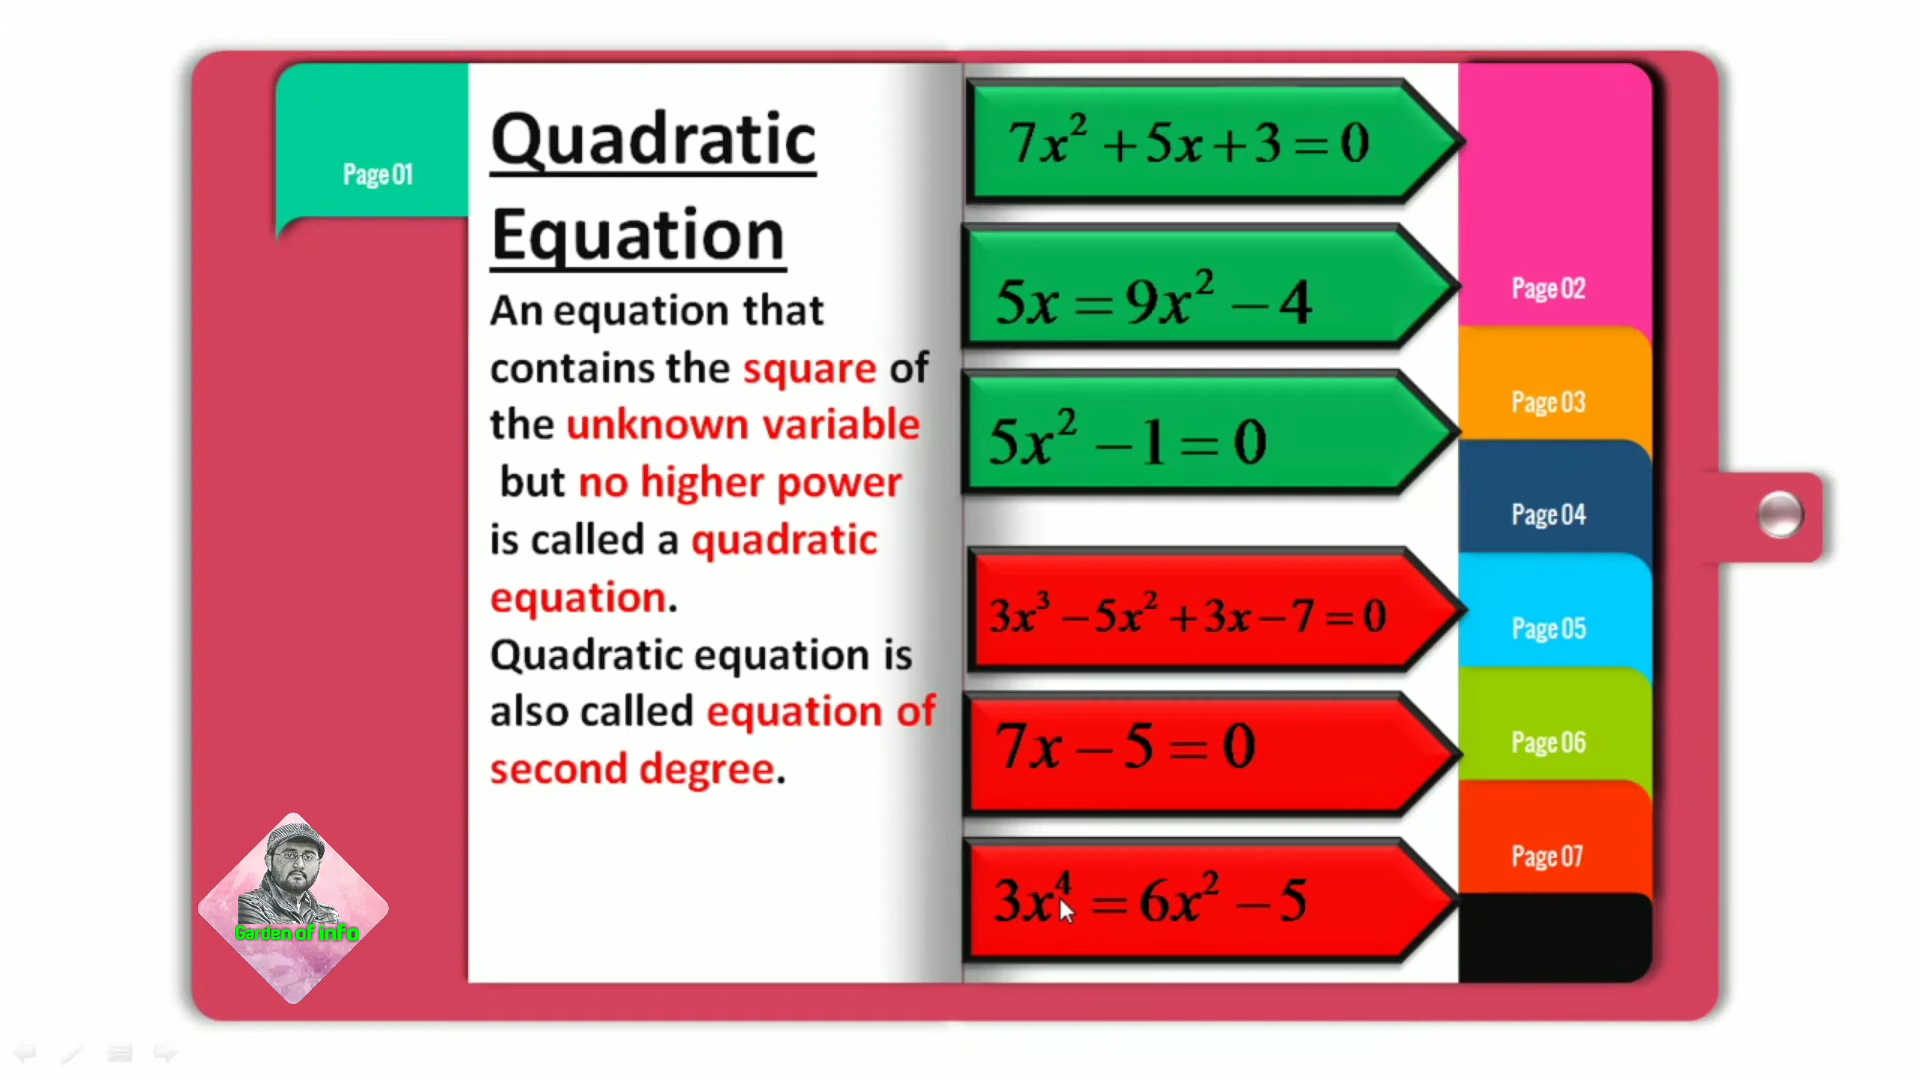 Page 01
Quadratic
Equation
An equation that
contains the square of
the unknown variable
but no higher power
is called a quadratic
equation.
Quadratic equation is
also called equation of
second degree.
7x² + 5x + 3 = 0
5x = 9x² − 4
5x² − 1 = 0
3x³ − 5x² + 3x − 7 = 0
7x − 5 = 0
3x⁴ = 6x² − 5
Page 02
Page 03
Page 04
Page 05
Page 06
Page 07
Garden of info